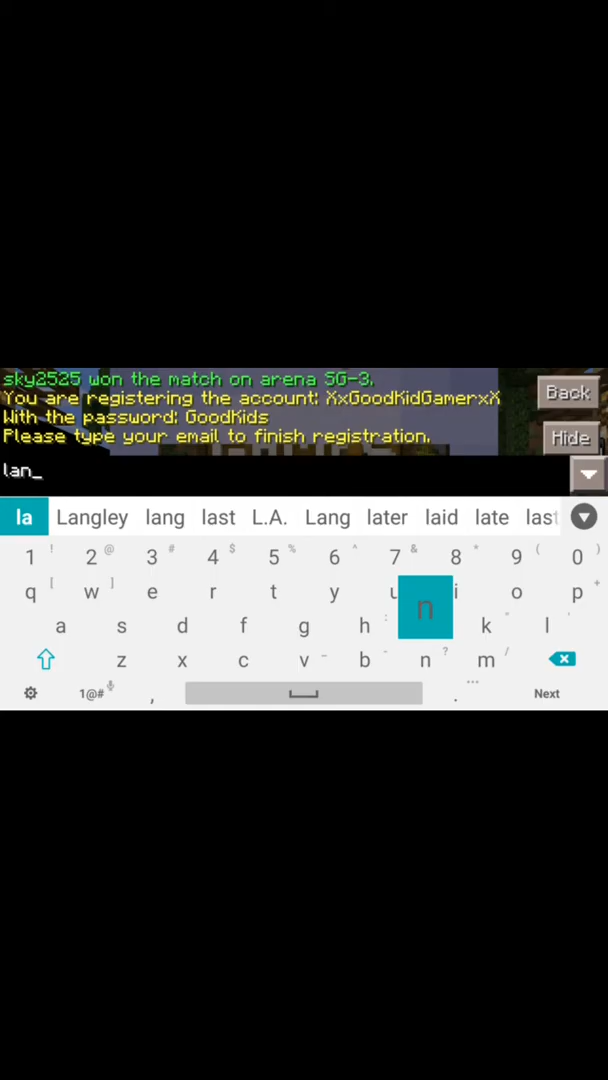 sky2525 won the match on arena SG-3.
You are registering the account: XxGoodKidGamerxX
With the password: GoodKids
Please type your email to finish registration.
Back
Hide
lan_
la Langley lang last L.A. Lang later laid late last
1 ! 2 @ 3 # 4 $ 5 % 6 ^ 7 & 8 * 9 ( 0 )
q [ w ] e r t y u i o p +
n
a s d f g h : k " l '
z x c v _ b - n ? m /
1@# , . ... Next